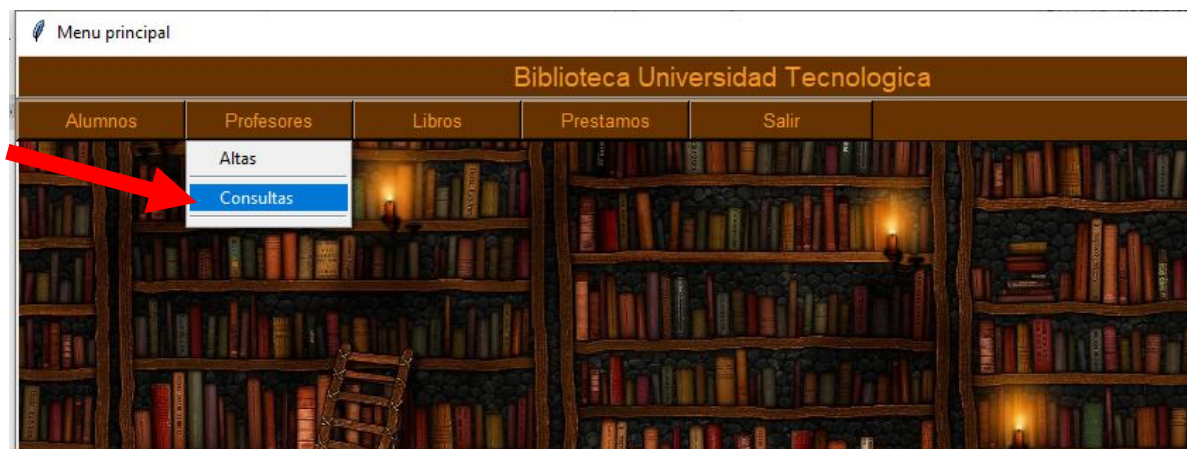 Menu principal
Biblioteca Universidad Tecnologica
Alumnos Profesores Libros Prestamos Salir
Altas
Consultas